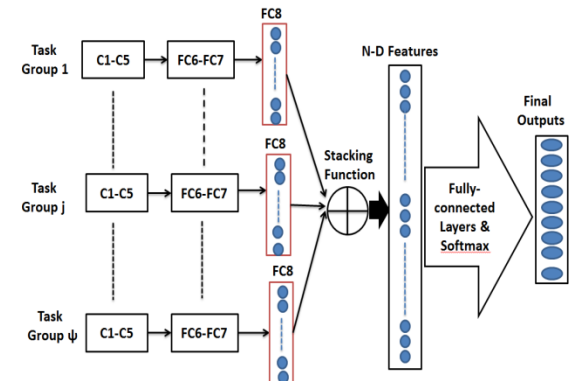 Task
Group 1
C1-C5
FC6-FC7
FC8
Task
Group j
C1-C5
FC6-FC7
FC8
Task
Group ψ
C1-C5
FC6-FC7
FC8
Stacking
Function
N-D Features
Fully-
connected
Layers &
Softmax
Final
Outputs